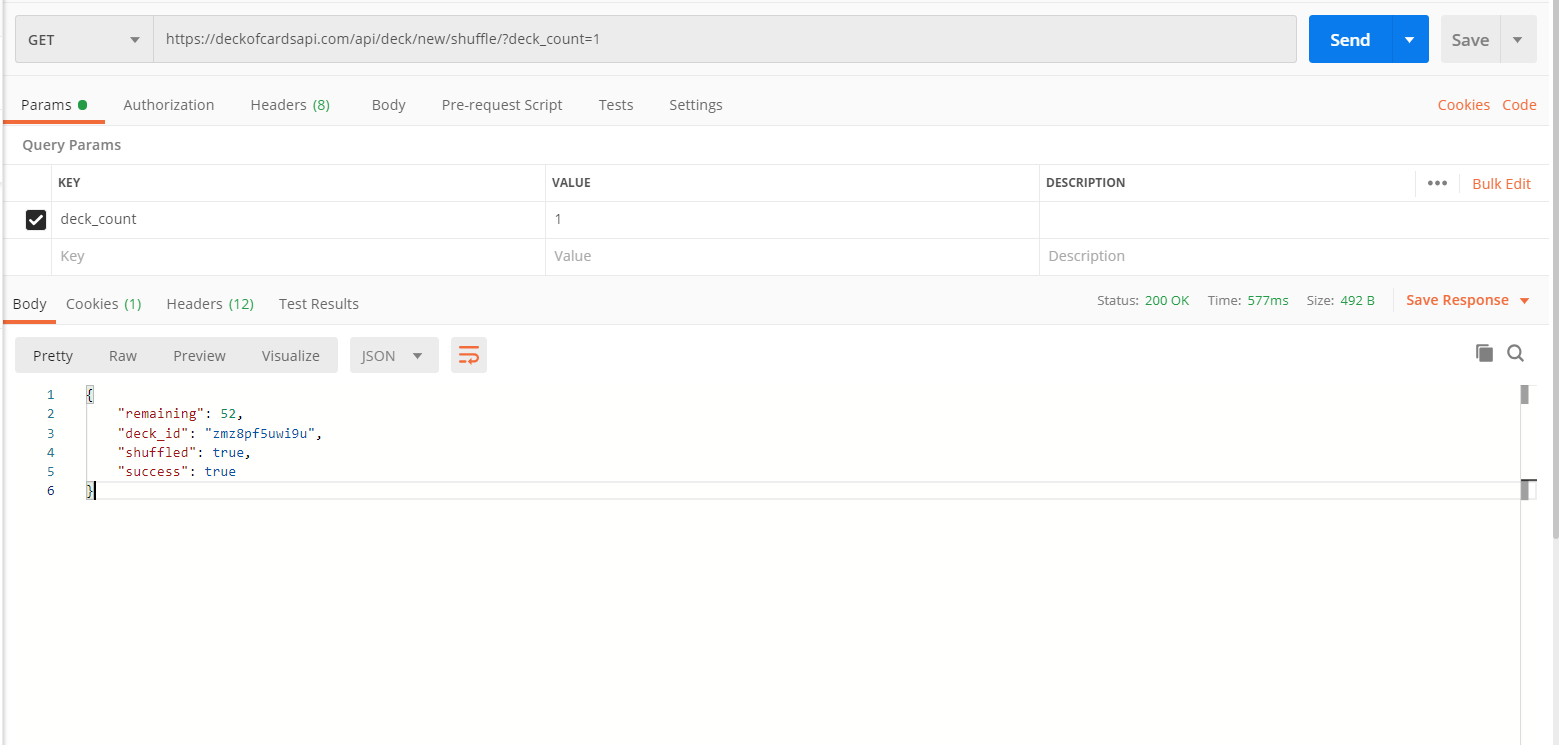 GET https://deckofcardsapi.com/api/deck/new/shuffle/?deck_count=1 Send Save
Params Authorization Headers (8) Body Pre-request Script Tests Settings Cookies Code
Query Params
KEY VALUE DESCRIPTION ••• Bulk Edit
deck_count 1
Key Value Description
Body Cookies (1) Headers (12) Test Results Status: 200 OK Time: 577ms Size: 492 B Save Response
Pretty Raw Preview Visualize JSON
1 {
2 "remaining": 52,
3 "deck_id": "zmz8pf5uwi9u",
4 "shuffled": true,
5 "success": true
6 }